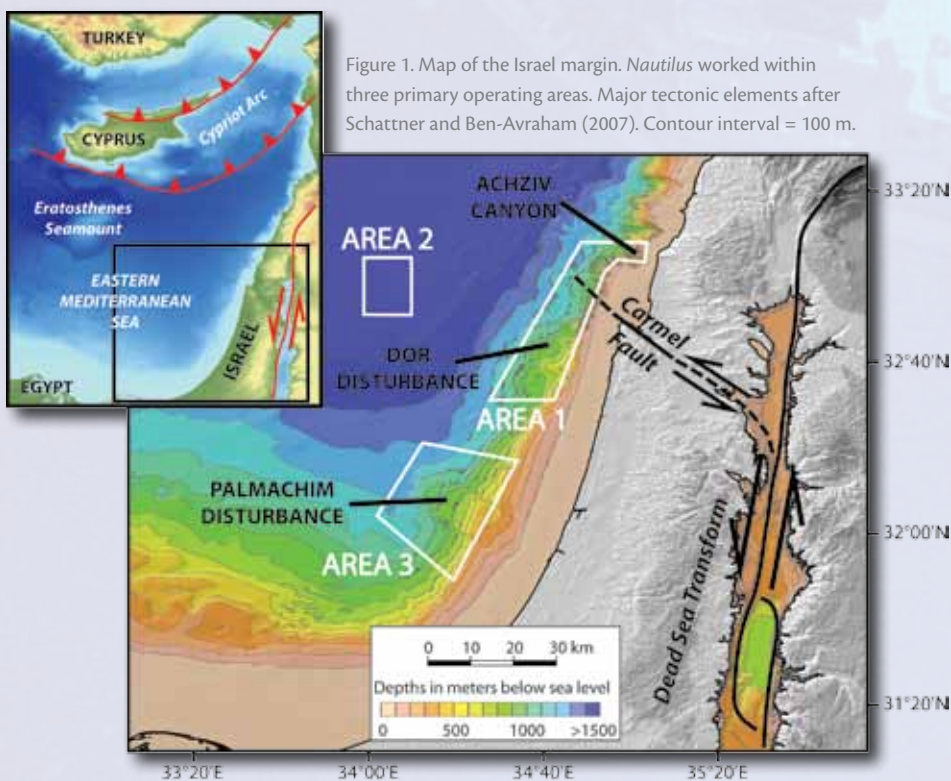 TURKEY
CYPRUS
Cypriot Arc
Eratosthenes
Seamount
EASTERN
MEDITERRANEAN
SEA
ISRAEL
EGYPT
Figure 1. Map of the Israel margin. Nautilus worked within
three primary operating areas. Major tectonic elements after
Schattner and Ben-Avraham (2007). Contour interval = 100 m.
ACHZIV
CANYON
33°20'N
AREA 2
Carmel
Fault
DOR
DISTURBANCE
32°40'N
AREA 1
PALMACHIM
DISTURBANCE
AREA 3
32°00'N
Dead Sea Transform
0 10 20 30 km
Depths in meters below sea level
0 500 1000 >1500
31°20'N
33°20'E 34°00'E 34°40'E 35°20'E